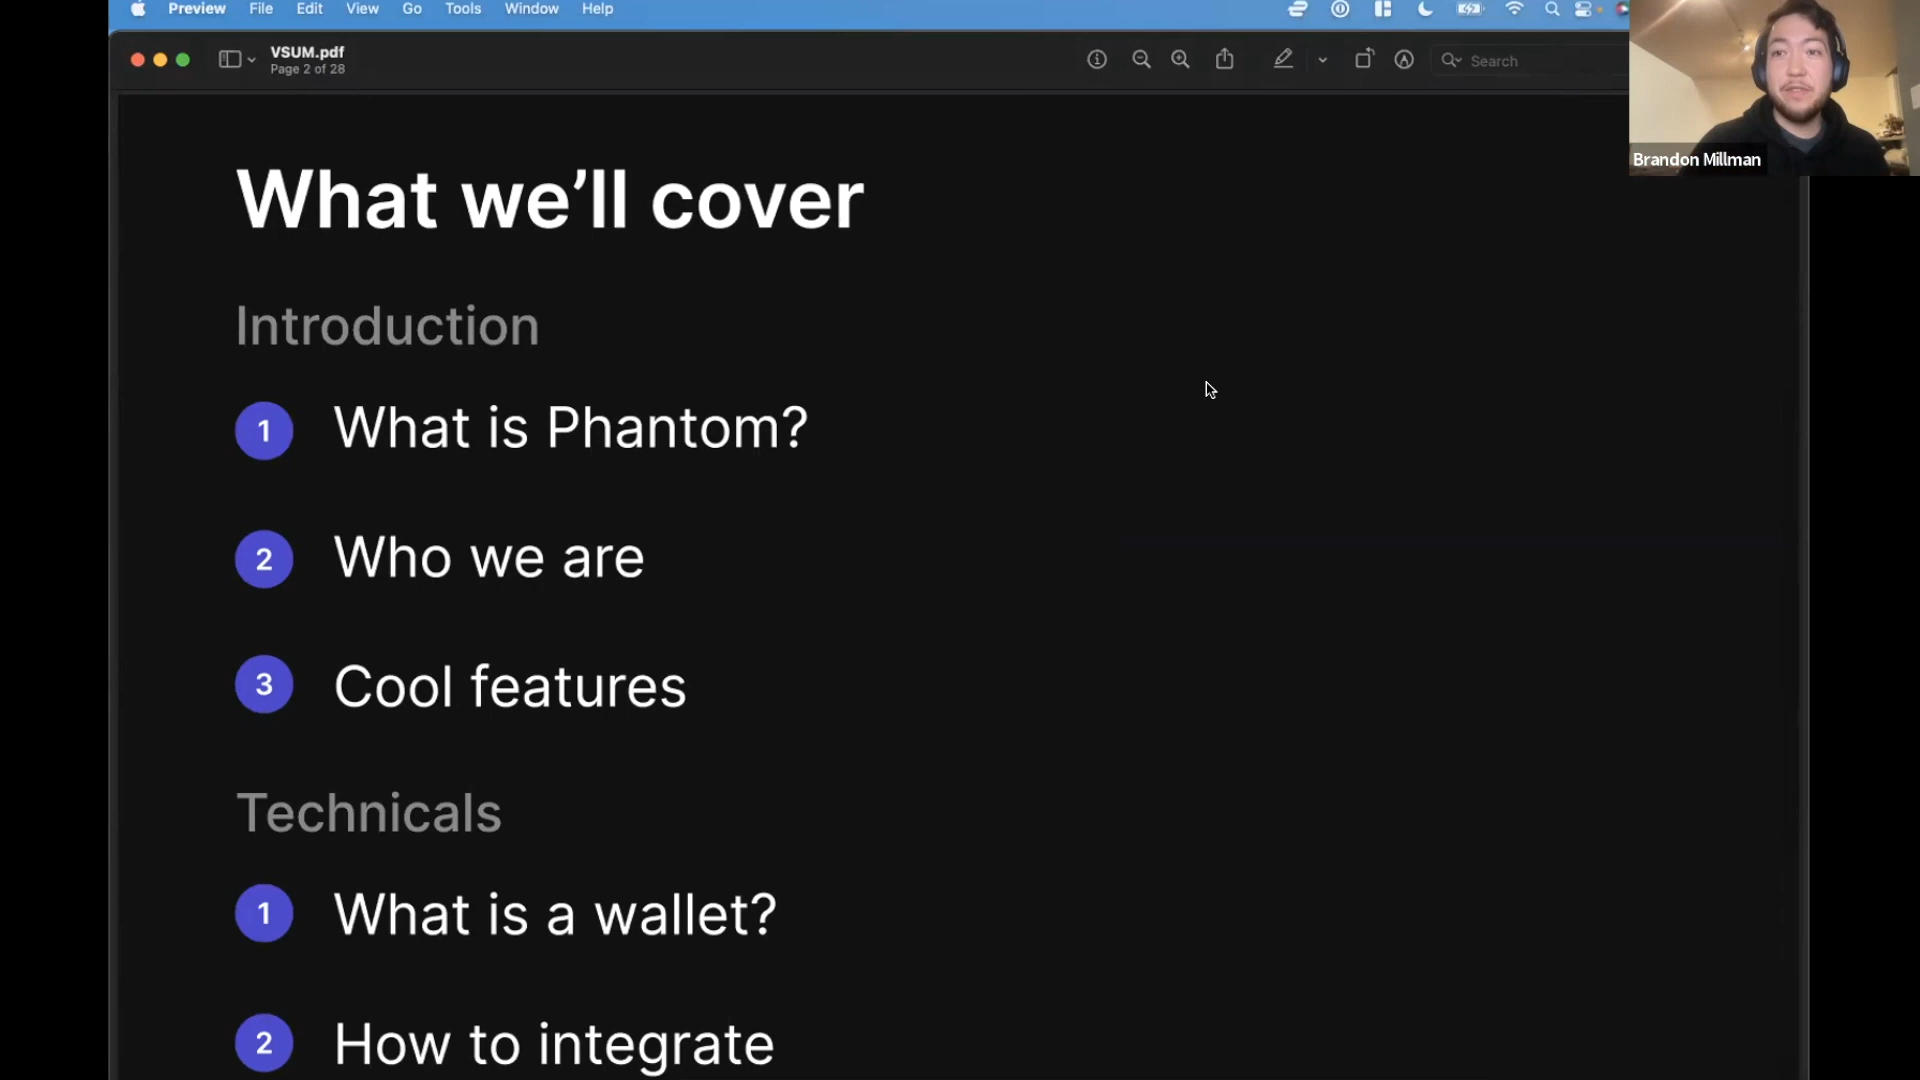 Preview File Edit View Go Tools Window Help
VSUM.pdf
Page 2 of 28
Search
Brandon Millman
What we’ll cover
Introduction
1 What is Phantom?
2 Who we are
3 Cool features
Technicals
1 What is a wallet?
2 How to integrate